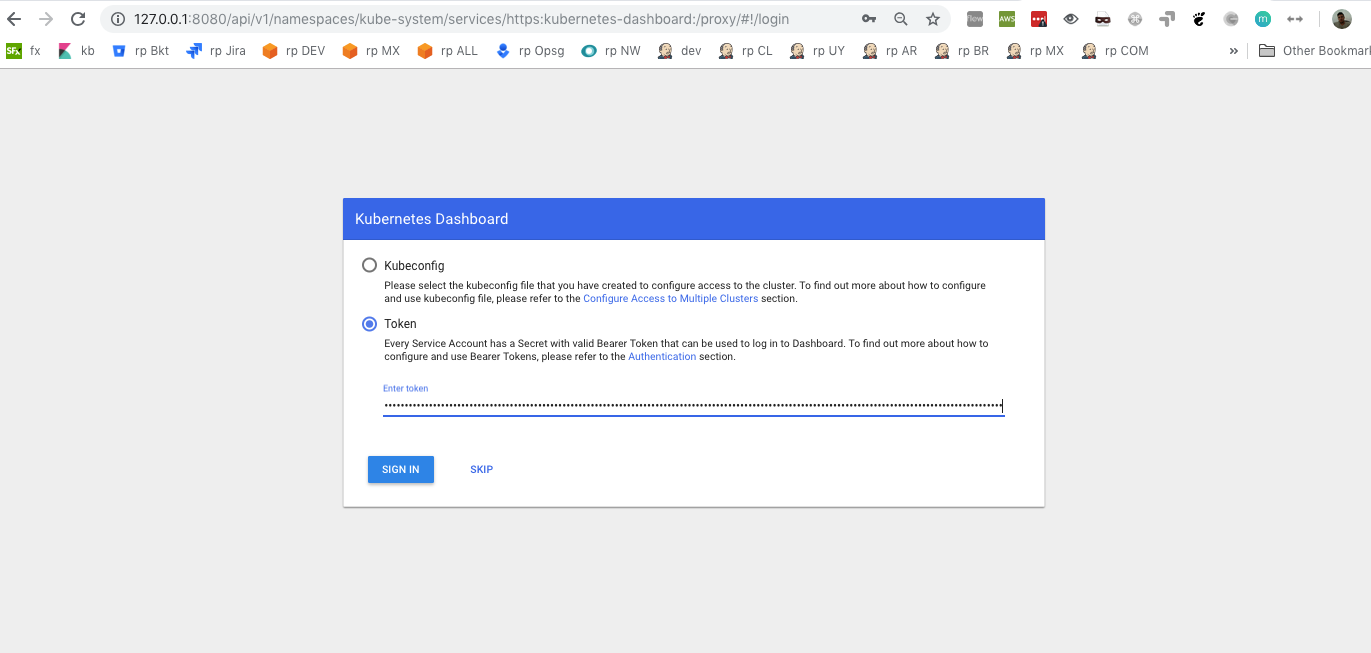 127.0.0.1:8080/api/v1/namespaces/kube-system/services/https:kubernetes-dashboard:/proxy/#!/login
flow AWS m
SFx fx kb rp Bkt rp Jira rp DEV rp MX rp ALL rp Opsg rp NW dev rp CL rp UY rp AR rp BR rp MX rp COM » Other Bookmark
Kubernetes Dashboard
Kubeconfig
Please select the kubeconfig file that you have created to configure access to the cluster. To find out more about how to configure
and use kubeconfig file, please refer to the Configure Access to Multiple Clusters section.
Token
Every Service Account has a Secret with valid Bearer Token that can be used to log in to Dashboard. To find out more about how to
configure and use Bearer Tokens, please refer to the Authentication section.
Enter token
SIGN IN SKIP